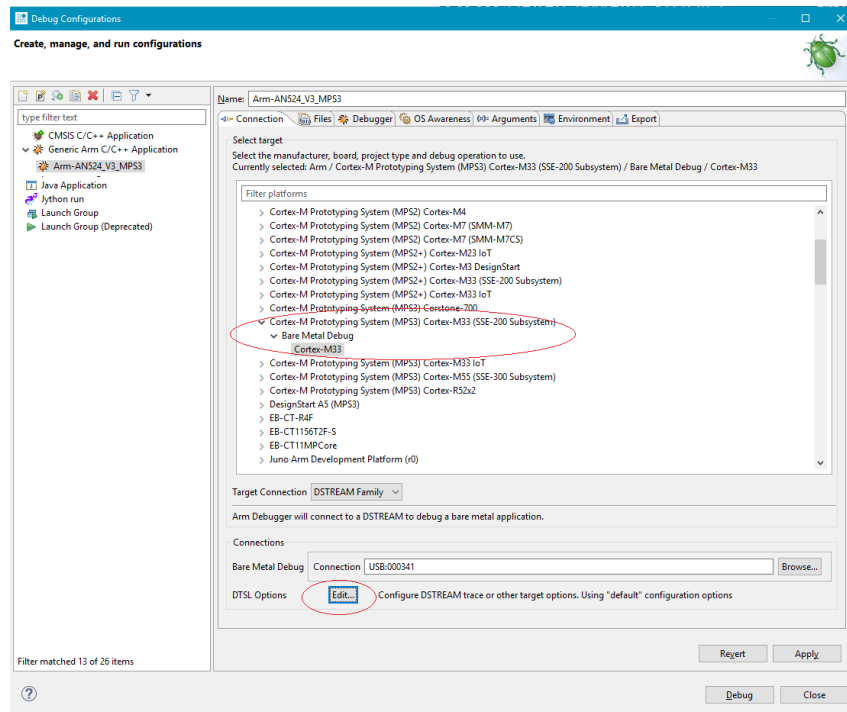 Debug Configurations
Create, manage, and run configurations
type filter text
CMSIS C/C++ Application
Generic Arm C/C++ Application
Arm-AN524_V3_MPS3
Java Application
Jython run
Launch Group
Launch Group (Deprecated)
Filter matched 13 of 26 items
Name: Arm-AN524_V3_MPS3
Connection Files Debugger OS Awareness Arguments Environment Export
Select target
Select the manufacturer, board, project type and debug operation to use.
Currently selected: Arm / Cortex-M Prototyping System (MPS3) Cortex-M33 (SSE-200 Subsystem) / Bare Metal Debug / Cortex-M33
Filter platforms
Cortex-M Prototyping System (MPS2) Cortex-M4
Cortex-M Prototyping System (MPS2) Cortex-M7 (SMM-M7)
Cortex-M Prototyping System (MPS2) Cortex-M7 (SMM-M7CS)
Cortex-M Prototyping System (MPS2+) Cortex-M23 IoT
Cortex-M Prototyping System (MPS2+) Cortex-M3 DesignStart
Cortex-M Prototyping System (MPS2+) Cortex-M33 (SSE-200 Subsystem)
Cortex-M Prototyping System (MPS2+) Cortex-M33 IoT
Cortex-M Prototyping System (MPS3) Corstone-700
Cortex-M Prototyping System (MPS3) Cortex-M33 (SSE-200 Subsystem)
Bare Metal Debug
Cortex-M33
Cortex-M Prototyping System (MPS3) Cortex-M33 IoT
Cortex-M Prototyping System (MPS3) Cortex-M55 (SSE-300 Subsystem)
Cortex-M Prototyping System (MPS3) Cortex-R52x2
DesignStart A5 (MPS3)
EB-CT-R4F
EB-CT1156T2F-S
EB-CT11MPCore
Juno Arm Development Platform (r0)
Target Connection DSTREAM Family
Arm Debugger will connect to a DSTREAM to debug a bare metal application.
Connections
Bare Metal Debug Connection USB:000341 Browse...
DTSL Options Edit... Configure DSTREAM trace or other target options. Using "default" configuration options
Revert Apply
Debug Close